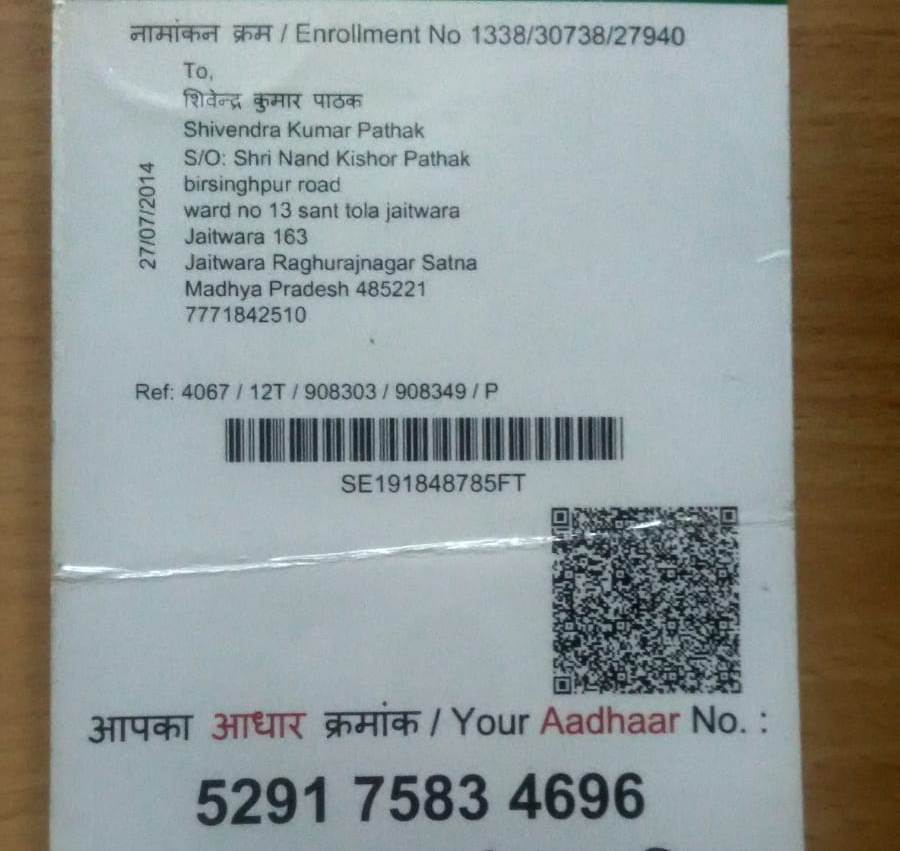 नामांकन क्रम / Enrollment No 1338/30738/27940
To,
शिवेन्द्र कुमार पाठक
Shivendra Kumar Pathak
S/O: Shri Nand Kishor Pathak
birsinghpur road
ward no 13 sant tola jaitwara
Jaitwara 163
Jaitwara Raghurajnagar Satna
Madhya Pradesh 485221
7771842510
27/07/2014
Ref: 4067 / 12T / 908303 / 908349 / P
SE191848785FT
आपका आधार क्रमांक / Your Aadhaar No. :
5291 7583 4696